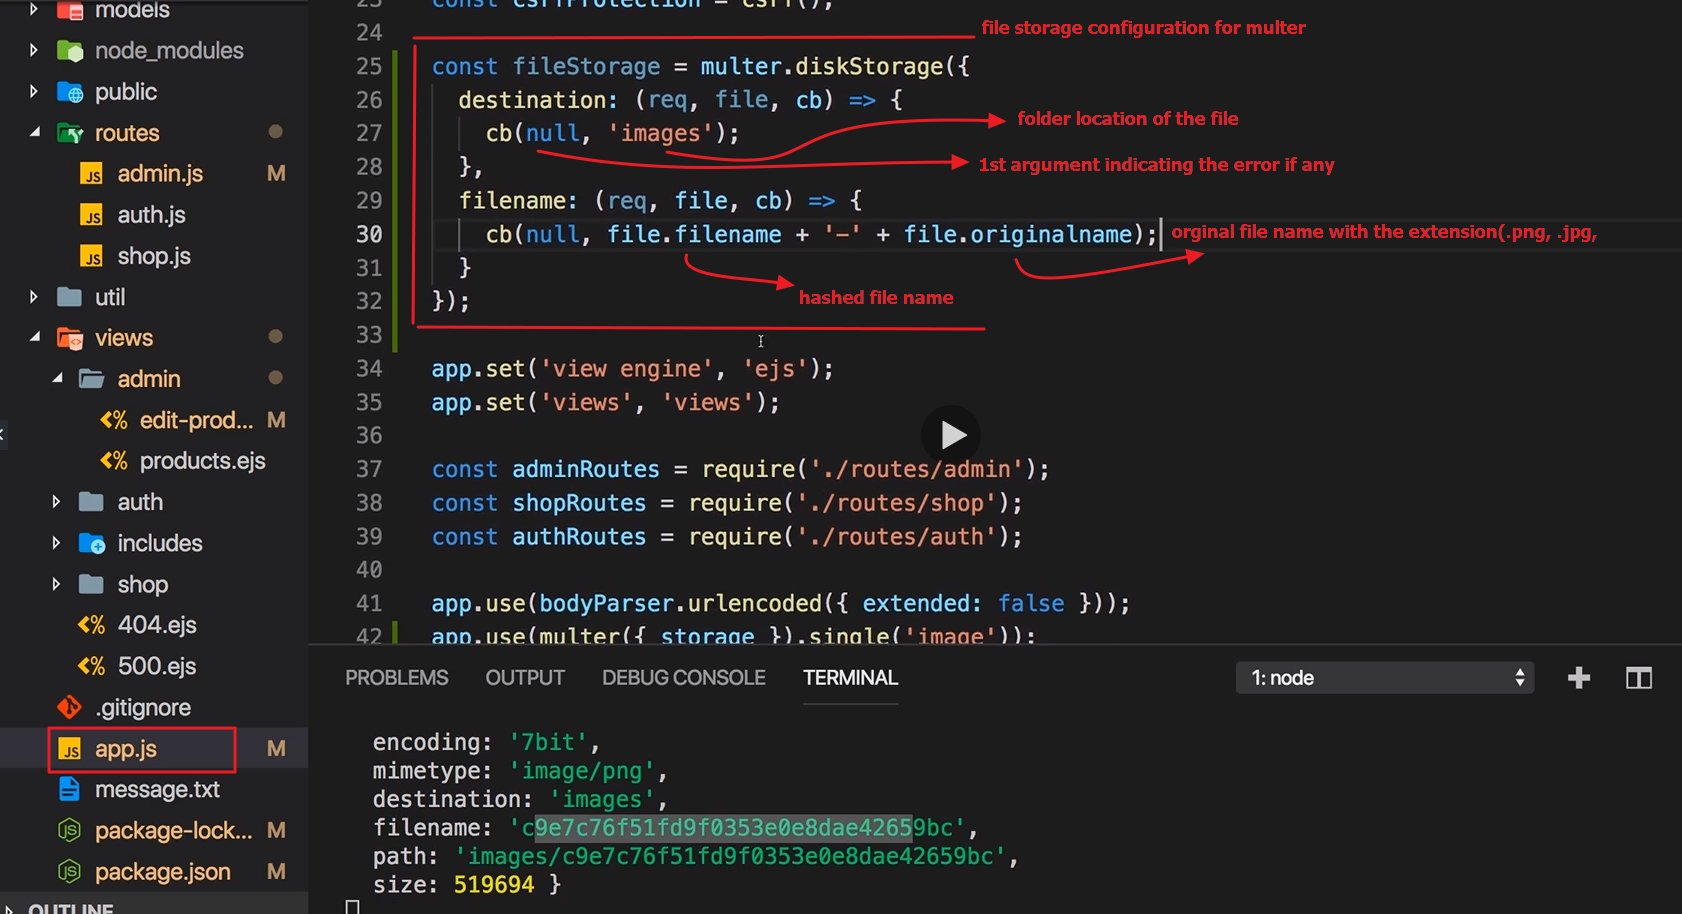 models
node_modules
public
routes
admin.js M
auth.js
shop.js
util
views
admin
edit-prod... M
products.ejs
auth
includes
shop
404.ejs
500.ejs
.gitignore
app.js M
message.txt
package-lock... M
package.json M
OUTLINE
23 const csrfProtection = csrf();
24
25 const fileStorage = multer.diskStorage({
26 destination: (req, file, cb) => {
27 cb(null, 'images');
28 },
29 filename: (req, file, cb) => {
30 cb(null, file.filename + '-' + file.originalname);
31 }
32 });
33
34 app.set('view engine', 'ejs');
35 app.set('views', 'views');
36
37 const adminRoutes = require('./routes/admin');
38 const shopRoutes = require('./routes/shop');
39 const authRoutes = require('./routes/auth');
40
41 app.use(bodyParser.urlencoded({ extended: false }));
42 app.use(multer({ storage }).single('image'));
file storage configuration for multer
folder location of the file
1st argument indicating the error if any
orginal file name with the extension(.png, .jpg,
hashed file name
PROBLEMS OUTPUT DEBUG CONSOLE TERMINAL 1: node
encoding: '7bit',
mimetype: 'image/png',
destination: 'images',
filename: 'c9e7c76f51fd9f0353e0e8dae42659bc',
path: 'images/c9e7c76f51fd9f0353e0e8dae42659bc',
size: 519694 }